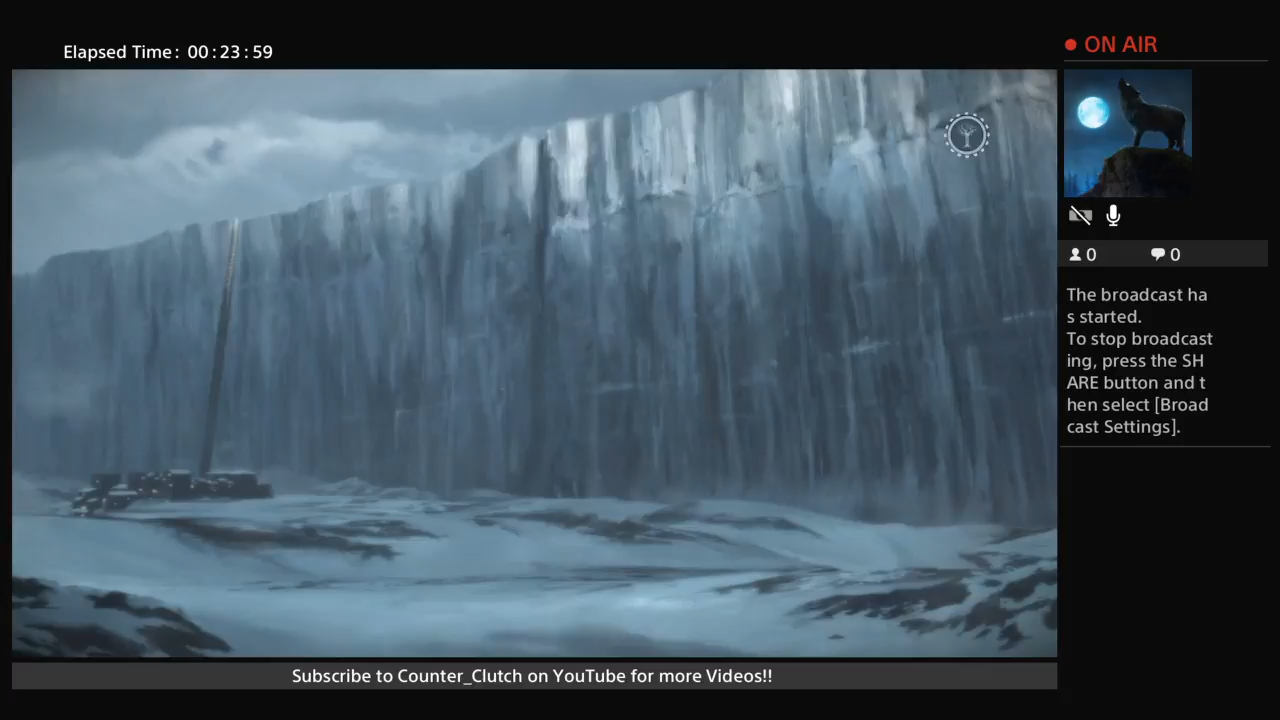 Elapsed Time: 00:23:59
ON AIR
0 0
The broadcast ha
s started.
To stop broadcast
ing, press the SH
ARE button and t
hen select [Broad
cast Settings].
Subscribe to Counter_Clutch on YouTube for more Videos!!